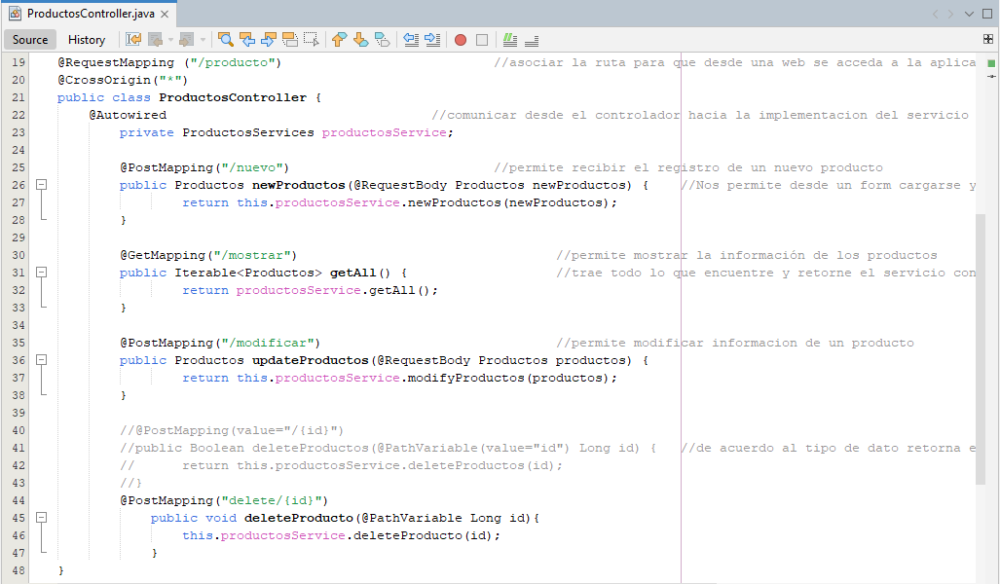 ProductosController.java
Source History
19 @RequestMapping ("/producto") //asociar la ruta para que desde una web se acceda a la aplica
20 @CrossOrigin("*")
21 public class ProductosController {
22 @Autowired //comunicar desde el controlador hacia la implementacion del servicio
23 private ProductosServices productosService;
24
25 @PostMapping("/nuevo") //permite recibir el registro de un nuevo producto
26 public Productos newProductos(@RequestBody Productos newProductos) { //Nos permite desde un form cargarse y
27 return this.productosService.newProductos(newProductos);
28 }
29
30 @GetMapping("/mostrar") //permite mostrar la información de los productos
31 public Iterable<Productos> getAll() { //trae todo lo que encuentre y retorne el servicio con
32 return productosService.getAll();
33 }
34
35 @PostMapping("/modificar") //permite modificar informacion de un producto
36 public Productos updateProductos(@RequestBody Productos productos) {
37 return this.productosService.modifyProductos(productos);
38 }
39
40 //@PostMapping(value="/{id}")
41 //public Boolean deleteProductos(@PathVariable(value="id") Long id) { //de acuerdo al tipo de dato retorna e
42 // return this.productosService.deleteProductos(id);
43 //}
44 @PostMapping("delete/{id}")
45 public void deleteProducto(@PathVariable Long id){
46 this.productosService.deleteProducto(id);
47 }
48 }